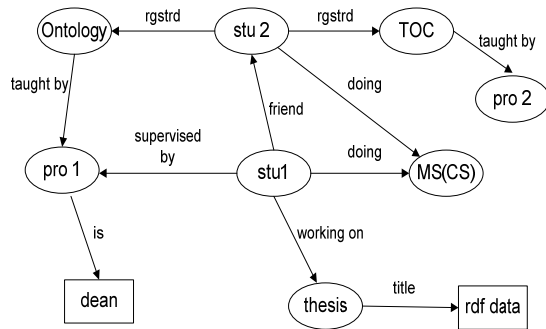 rgstrd
rgstrd
Ontology
stu 2
TOC
taught by
taught by
doing
pro 2
friend
supervised
by
doing
pro 1
stu1
MS(CS)
is
working on
title
dean
thesis
rdf data